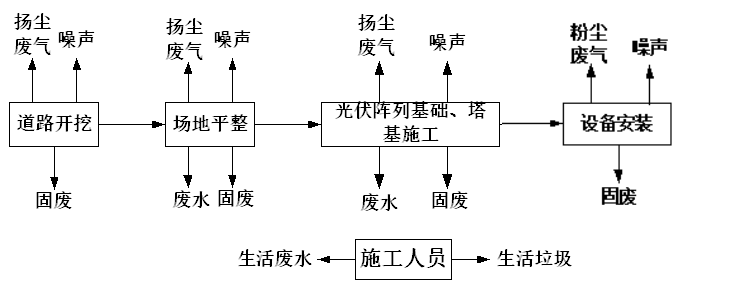 扬尘
废气
噪声
扬尘
废气
噪声
扬尘
废气
噪声
粉尘
废气
噪声
道路开挖
场地平整
光伏阵列基础、塔
基施工
设备安装
固废
废水
固废
废水
固废
固废
生活废水
施工人员
生活垃圾